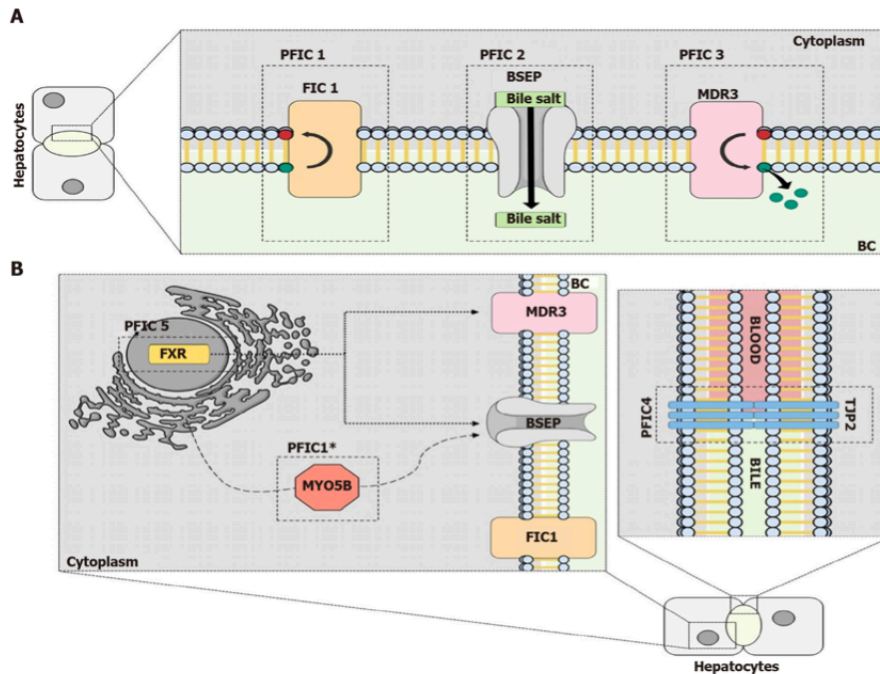 A
Cytoplasm
PFIC 1
PFIC 2
PFIC 3
FIC 1
BSEP
MDR3
Bile salt
Bile salt
Hepatocytes
BC
B
BC
PFIC 5
FXR
MDR3
BSEP
PFIC1*
MYO5B
FIC1
Cytoplasm
BLOOD
PFIC4
TJP2
BILE
Hepatocytes